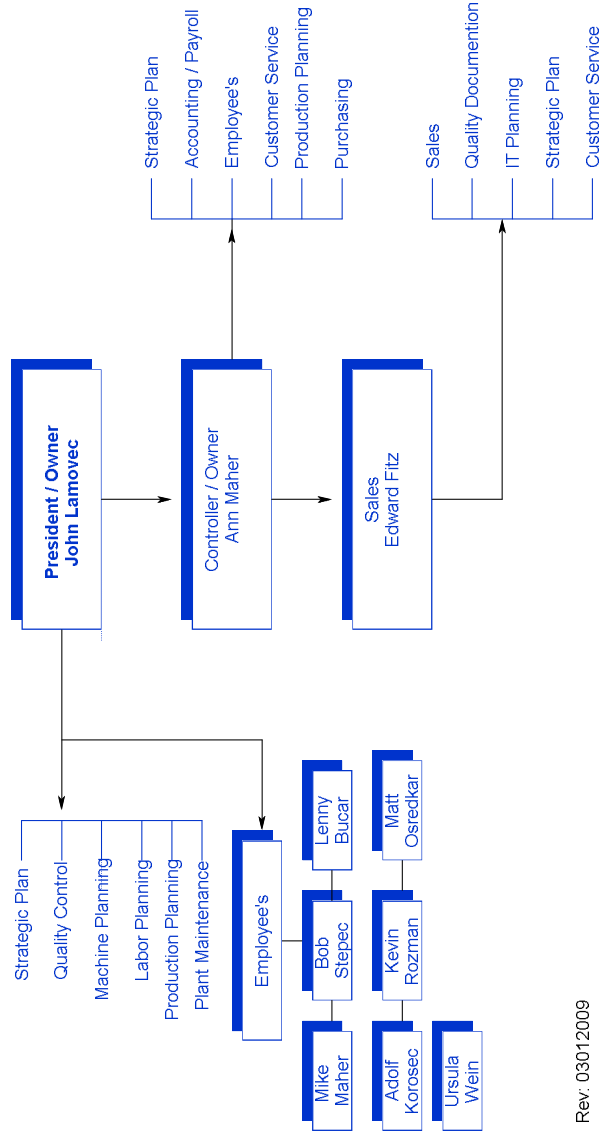 President / Owner
John Lamovec
Controller / Owner
Ann Maher
Sales
Edward Fitz
Strategic Plan
Quality Control
Machine Planning
Labor Planning
Production Planning
Plant Maintenance
Employee's
Mike
Maher
Bob
Stepec
Lenny
Bucar
Adolf
Korosec
Kevin
Rozman
Matt
Osredkar
Ursula
Wein
Strategic Plan
Accounting / Payroll
Employee's
Customer Service
Production Planning
Purchasing
Sales
Quality Documention
IT Planning
Strategic Plan
Customer Service
Rev: 03012009